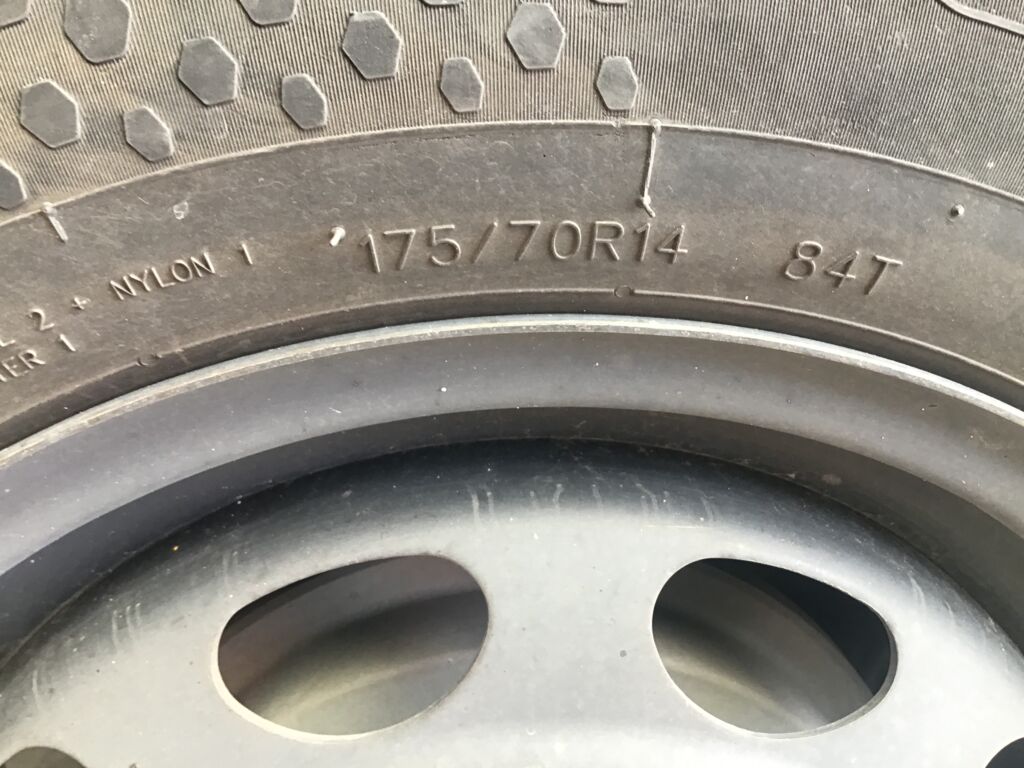 L 2 + NYLON 1
ER 1
175/70R14 84T